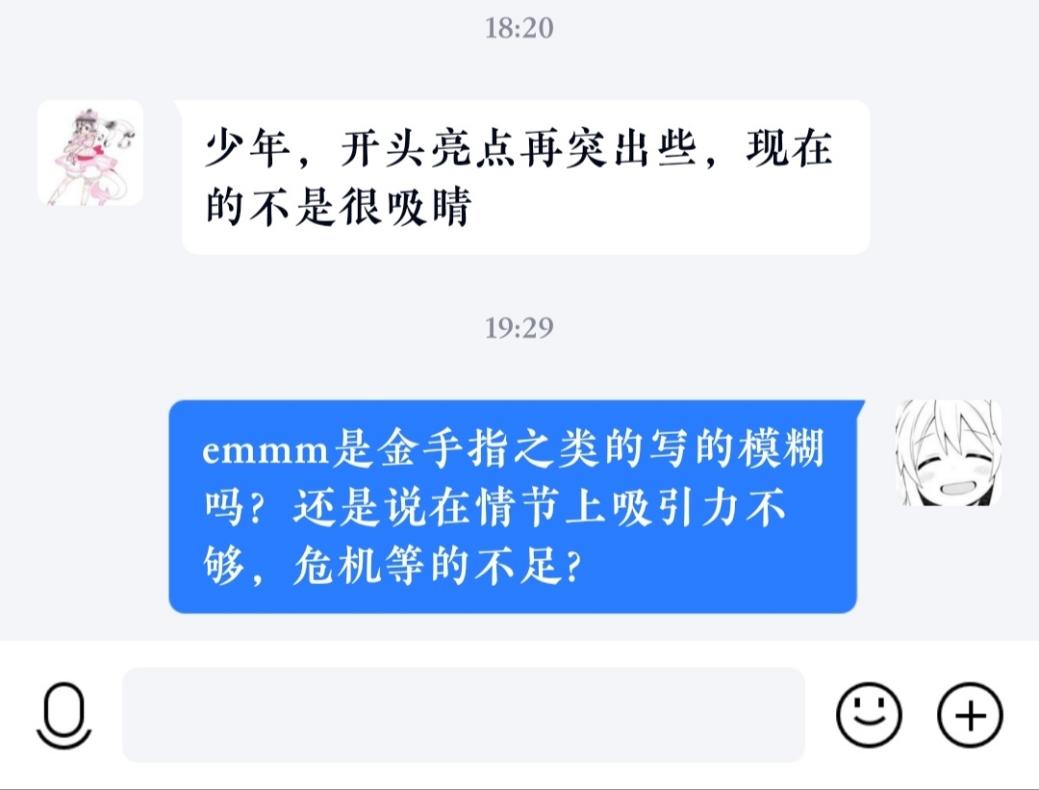 18:20
少年，开头亮点再突出些，现在
的不是很吸睛
19:29
emmm是金手指之类的写的模糊
吗？还是说在情节上吸引力不
够，危机等的不足？